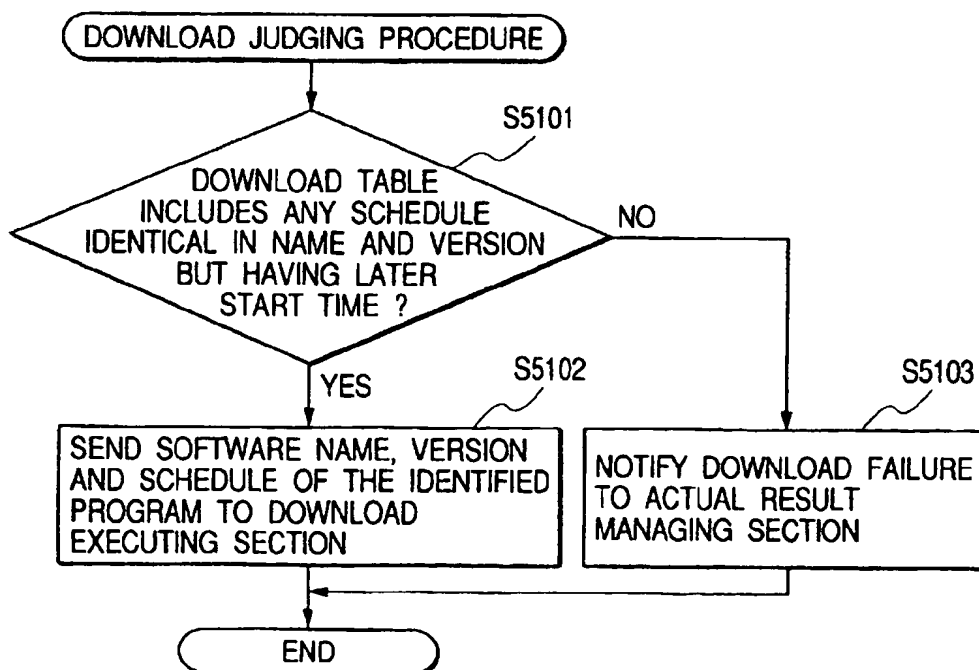 DOWNLOAD JUDGING PROCEDURE
S5101
DOWNLOAD TABLE
INCLUDES ANY SCHEDULE
IDENTICAL IN NAME AND VERSION
BUT HAVING LATER
START TIME ?
NO
YES
S5102
SEND SOFTWARE NAME, VERSION
AND SCHEDULE OF THE IDENTIFIED
PROGRAM TO DOWNLOAD
EXECUTING SECTION
S5103
NOTIFY DOWNLOAD FAILURE
TO ACTUAL RESULT
MANAGING SECTION
END